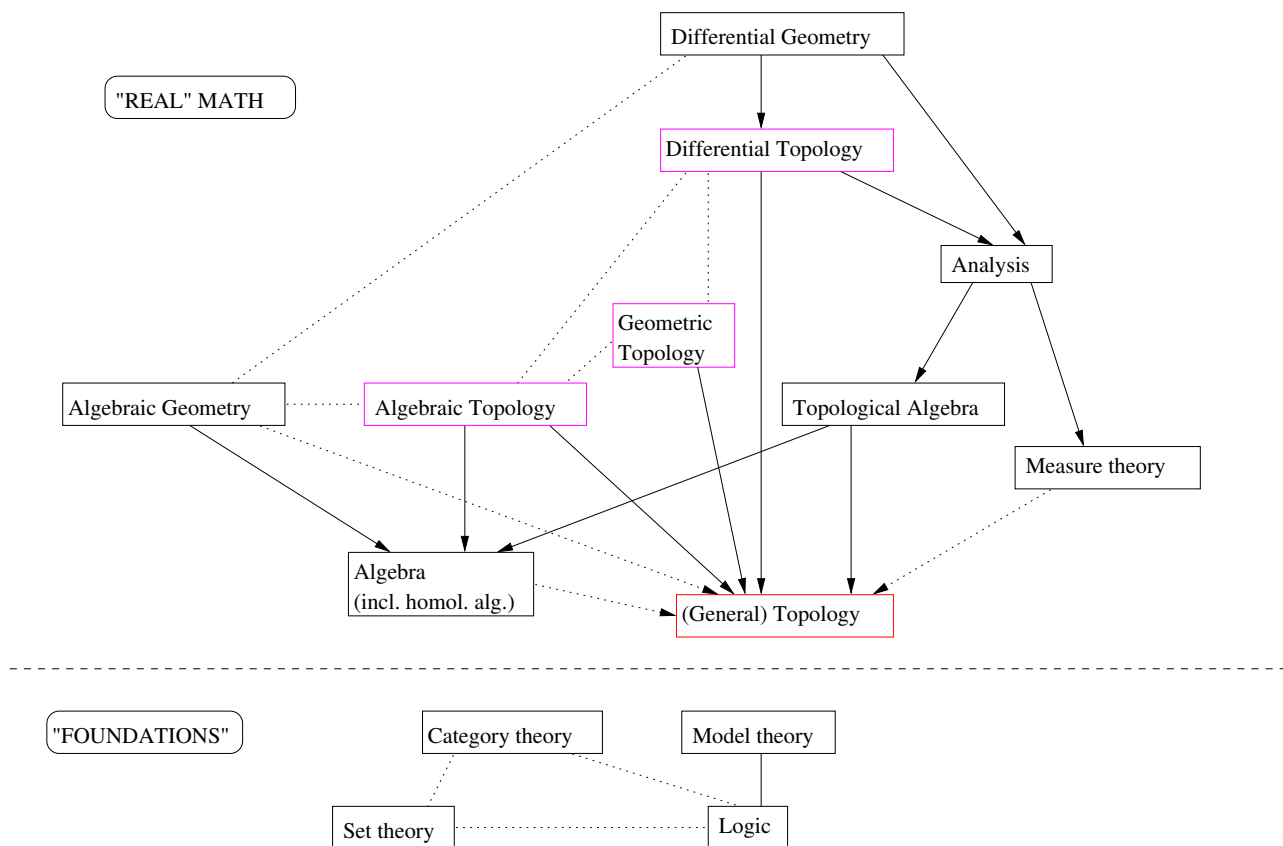 Differential Geometry
"REAL" MATH
Differential Topology
Analysis
Geometric
Topology
Algebraic Geometry
Algebraic Topology
Topological Algebra
Measure theory
Algebra
(incl. homol. alg.)
(General) Topology
"FOUNDATIONS"
Category theory
Model theory
Set theory
Logic